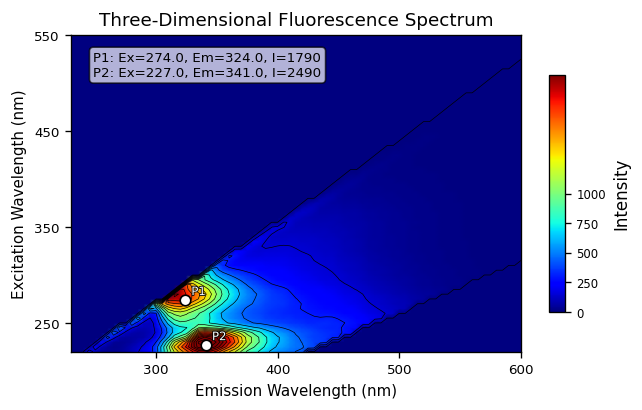 Three-Dimensional Fluorescence Spectrum
P1: Ex=274.0, Em=324.0, I=1790
P2: Ex=227.0, Em=341.0, I=2490
550
450
350
250
Excitation Wavelength (nm)
P1
P2
300
400
500
600
Emission Wavelength (nm)
1000
750
500
250
0
Intensity